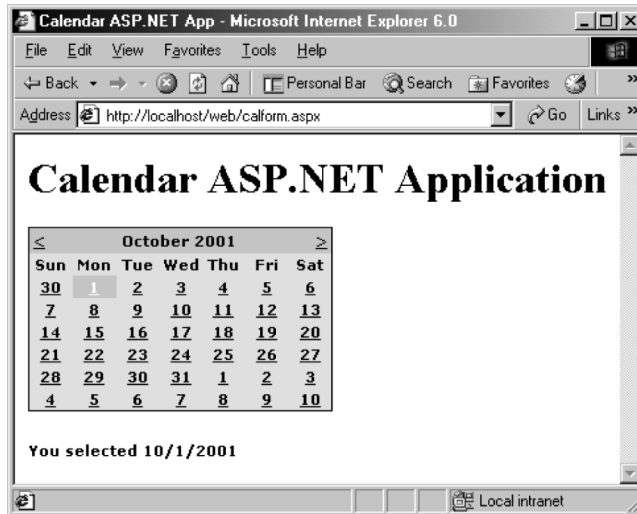 Calendar ASP.NET App - Microsoft Internet Explorer 6.0
File Edit View Favorites Tools Help
Back Personal Bar Search Favorites »
Address http://localhost/web/calform.aspx Go Links »
Calendar ASP.NET Application
< October 2001 >
Sun Mon Tue Wed Thu Fri Sat
30 1 2 3 4 5 6
7 8 9 10 11 12 13
14 15 16 17 18 19 20
21 22 23 24 25 26 27
28 29 30 31 1 2 3
4 5 6 7 8 9 10
You selected 10/1/2001
Local intranet